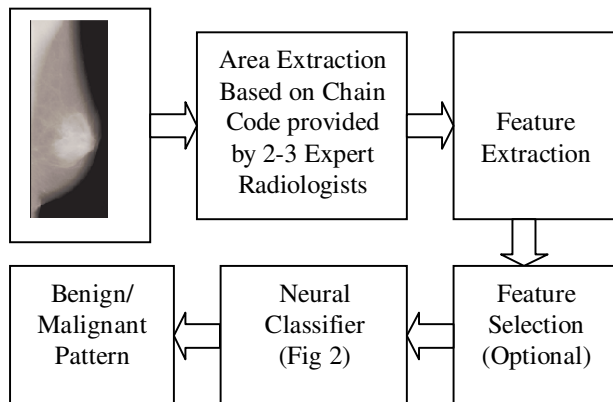 Area Extraction
Based on Chain
Code provided
by 2-3 Expert
Radiologists
Feature
Extraction
Feature
Selection
(Optional)
Neural
Classifier
(Fig 2)
Benign/
Malignant
Pattern